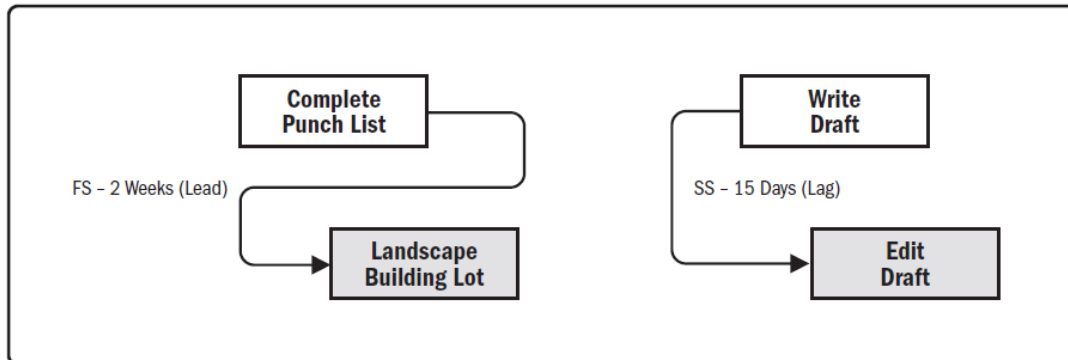 Complete
Punch List
FS – 2 Weeks (Lead)
Landscape
Building Lot
Write
Draft
SS – 15 Days (Lag)
Edit
Draft